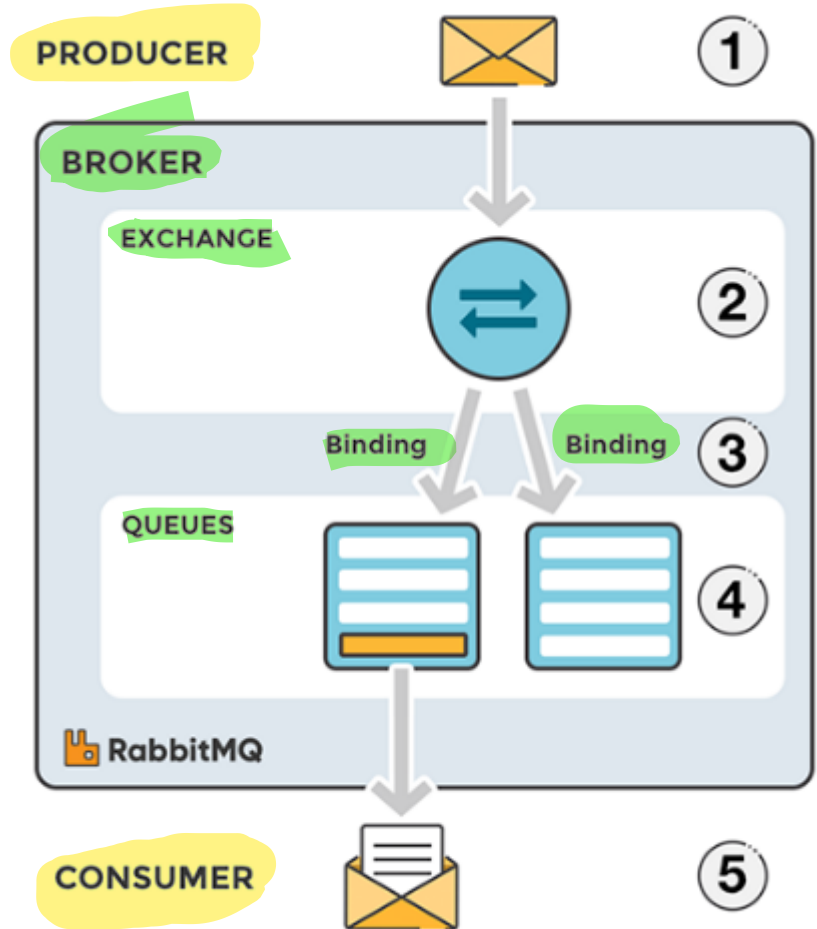 PRODUCER
1
BROKER
EXCHANGE
2
Binding Binding
3
QUEUES
4
RabbitMQ
CONSUMER
5